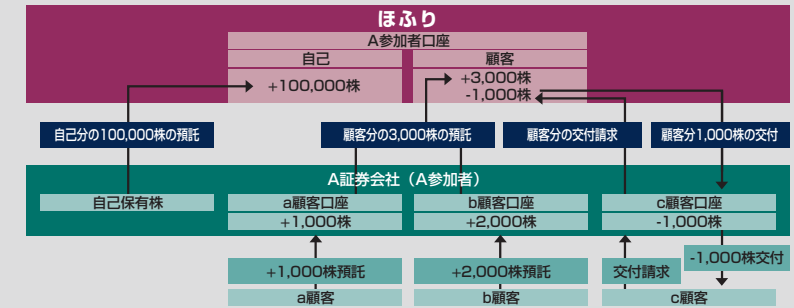 ほふり
A参加者口座
自己
顧客
+100,000株
+3,000株
-1,000株
自己分の100,000株の預託
顧客分の3,000株の預託
顧客分の交付請求
顧客分1,000株の交付
A証券会社（A参加者）
自己保有株
a顧客口座
b顧客口座
c顧客口座
+1,000株
+2,000株
-1,000株
+1,000株預託
+2,000株預託
交付請求
-1,000株交付
a顧客
b顧客
c顧客